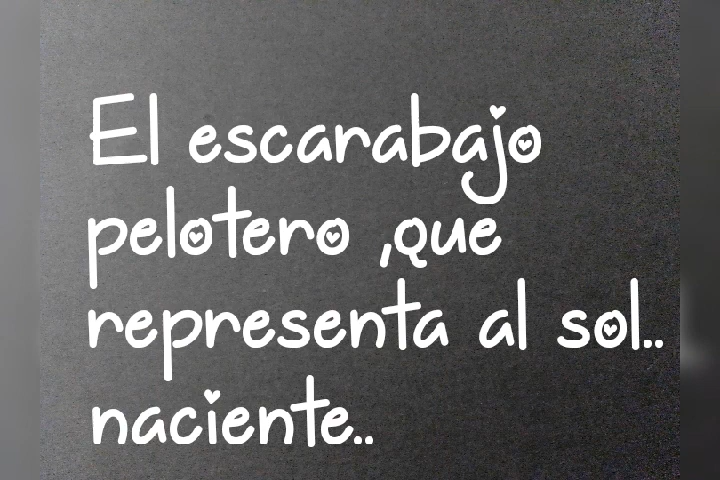 El escarabajo
pelotero ,que
representa al sol..
naciente..